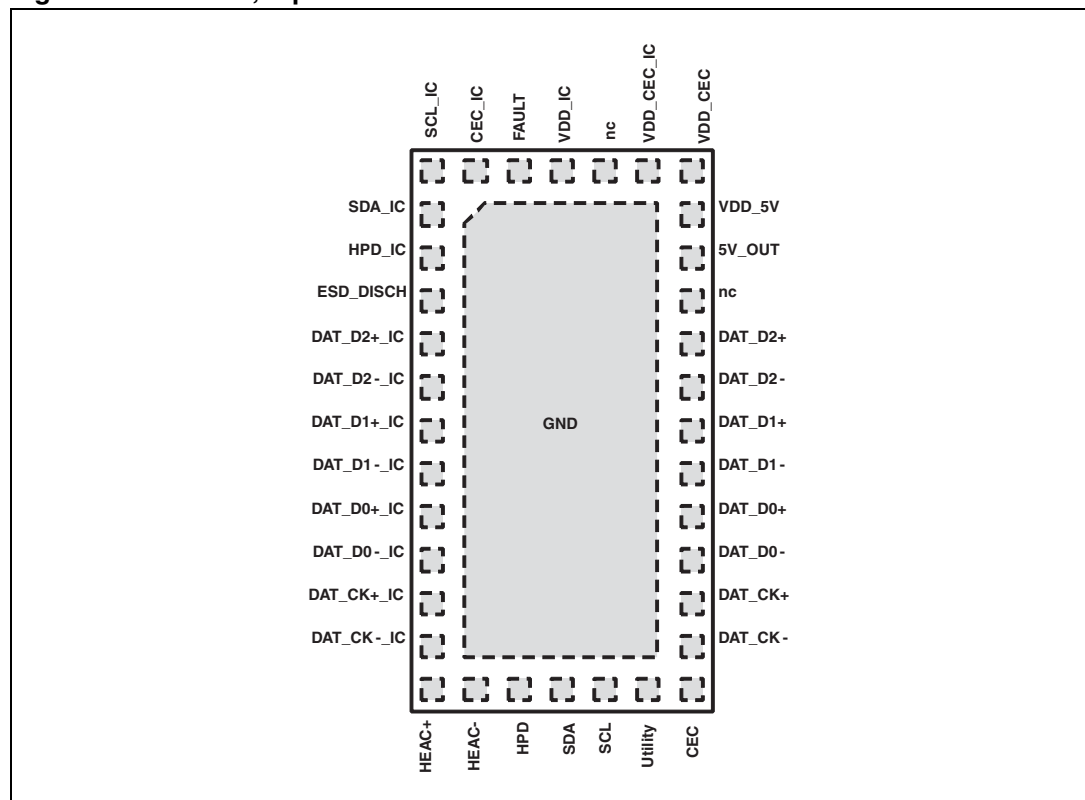 SCL_IC
CEC_IC
FAULT
VDD_IC
nc
VDD_CEC_IC
VDD_CEC
SDA_IC
VDD_5V
HPD_IC
5V_OUT
ESD_DISCH
nc
DAT_D2+_IC
DAT_D2+
DAT_D2-_IC
DAT_D2-
DAT_D1+_IC
DAT_D1+
GND
DAT_D1-_IC
DAT_D1-
DAT_D0+_IC
DAT_D0+
DAT_D0-_IC
DAT_D0-
DAT_CK+_IC
DAT_CK+
DAT_CK-_IC
DAT_CK-
HEAC+
HEAC-
HPD
SDA
SCL
Utility
CEC